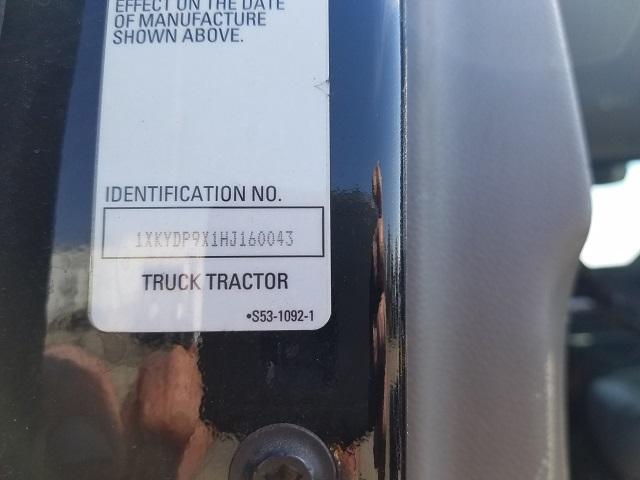 EFFECT ON THE DATE
OF MANUFACTURE
SHOWN ABOVE.
IDENTIFICATION NO.
1XKYDP9X1HJ160043
TRUCK TRACTOR
•S53-1092-1